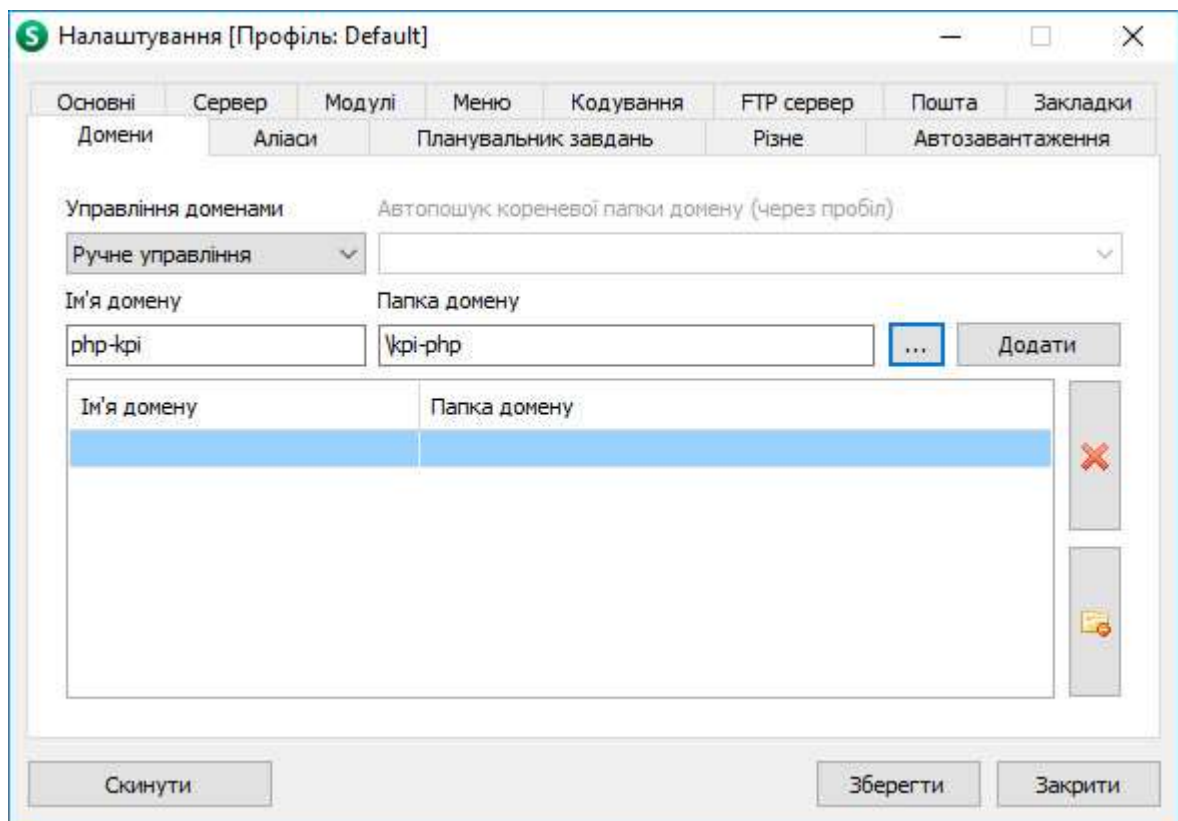 S Налаштування [Профіль: Default]
Основні Сервер Модулі Меню Кодування FTP сервер Пошта Закладки
Домени Аліаси Планувальник завдань Різне Автозавантаження
Управління доменами Автопошук кореневої папки домену (через пробіл)
Ручне управління
Ім'я домену Папка домену
php-kpi \kpi-php ... Додати
Ім'я домену Папка домену
Скинути Зберегти Закрити